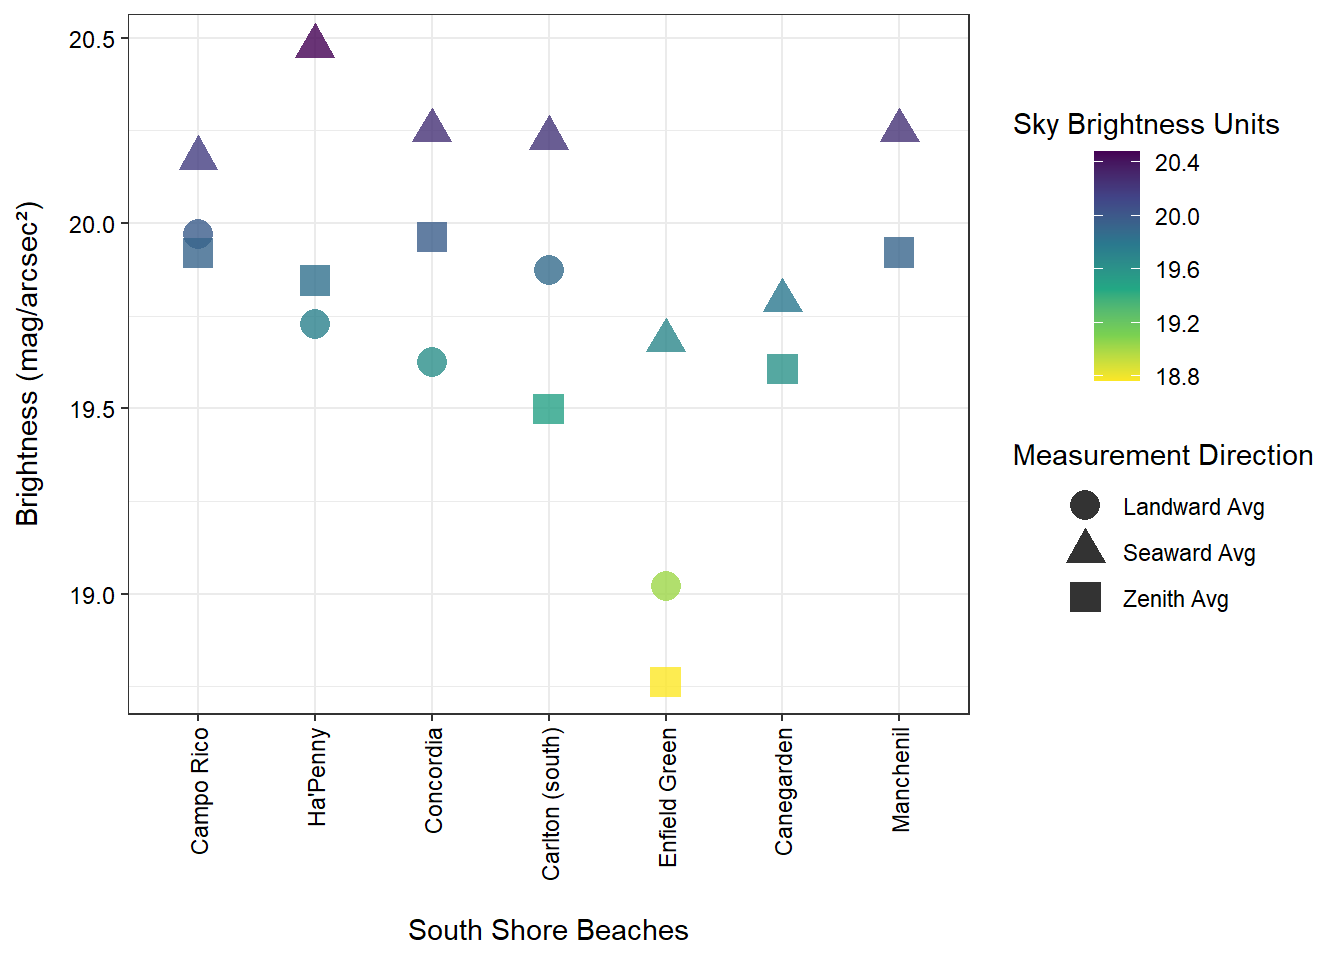 20.5
20.0
19.5
19.0
Brightness (mag/arcsec²)
Campo Rico
Ha'Penny
Concordia
Carlton (south)
Enfield Green
Canegarden
Manchenil
South Shore Beaches
Sky Brightness Units
20.4
20.0
19.6
19.2
18.8
Measurement Direction
Landward Avg
Seaward Avg
Zenith Avg